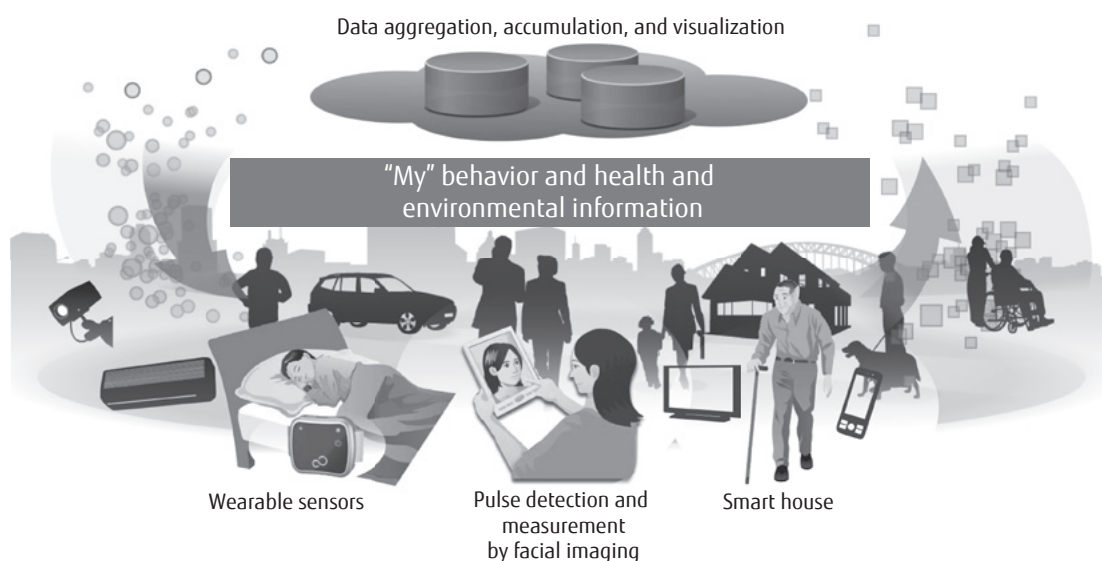 Data aggregation, accumulation, and visualization
“My” behavior and health and
environmental information
Wearable sensors
Pulse detection and
measurement
by facial imaging
Smart house